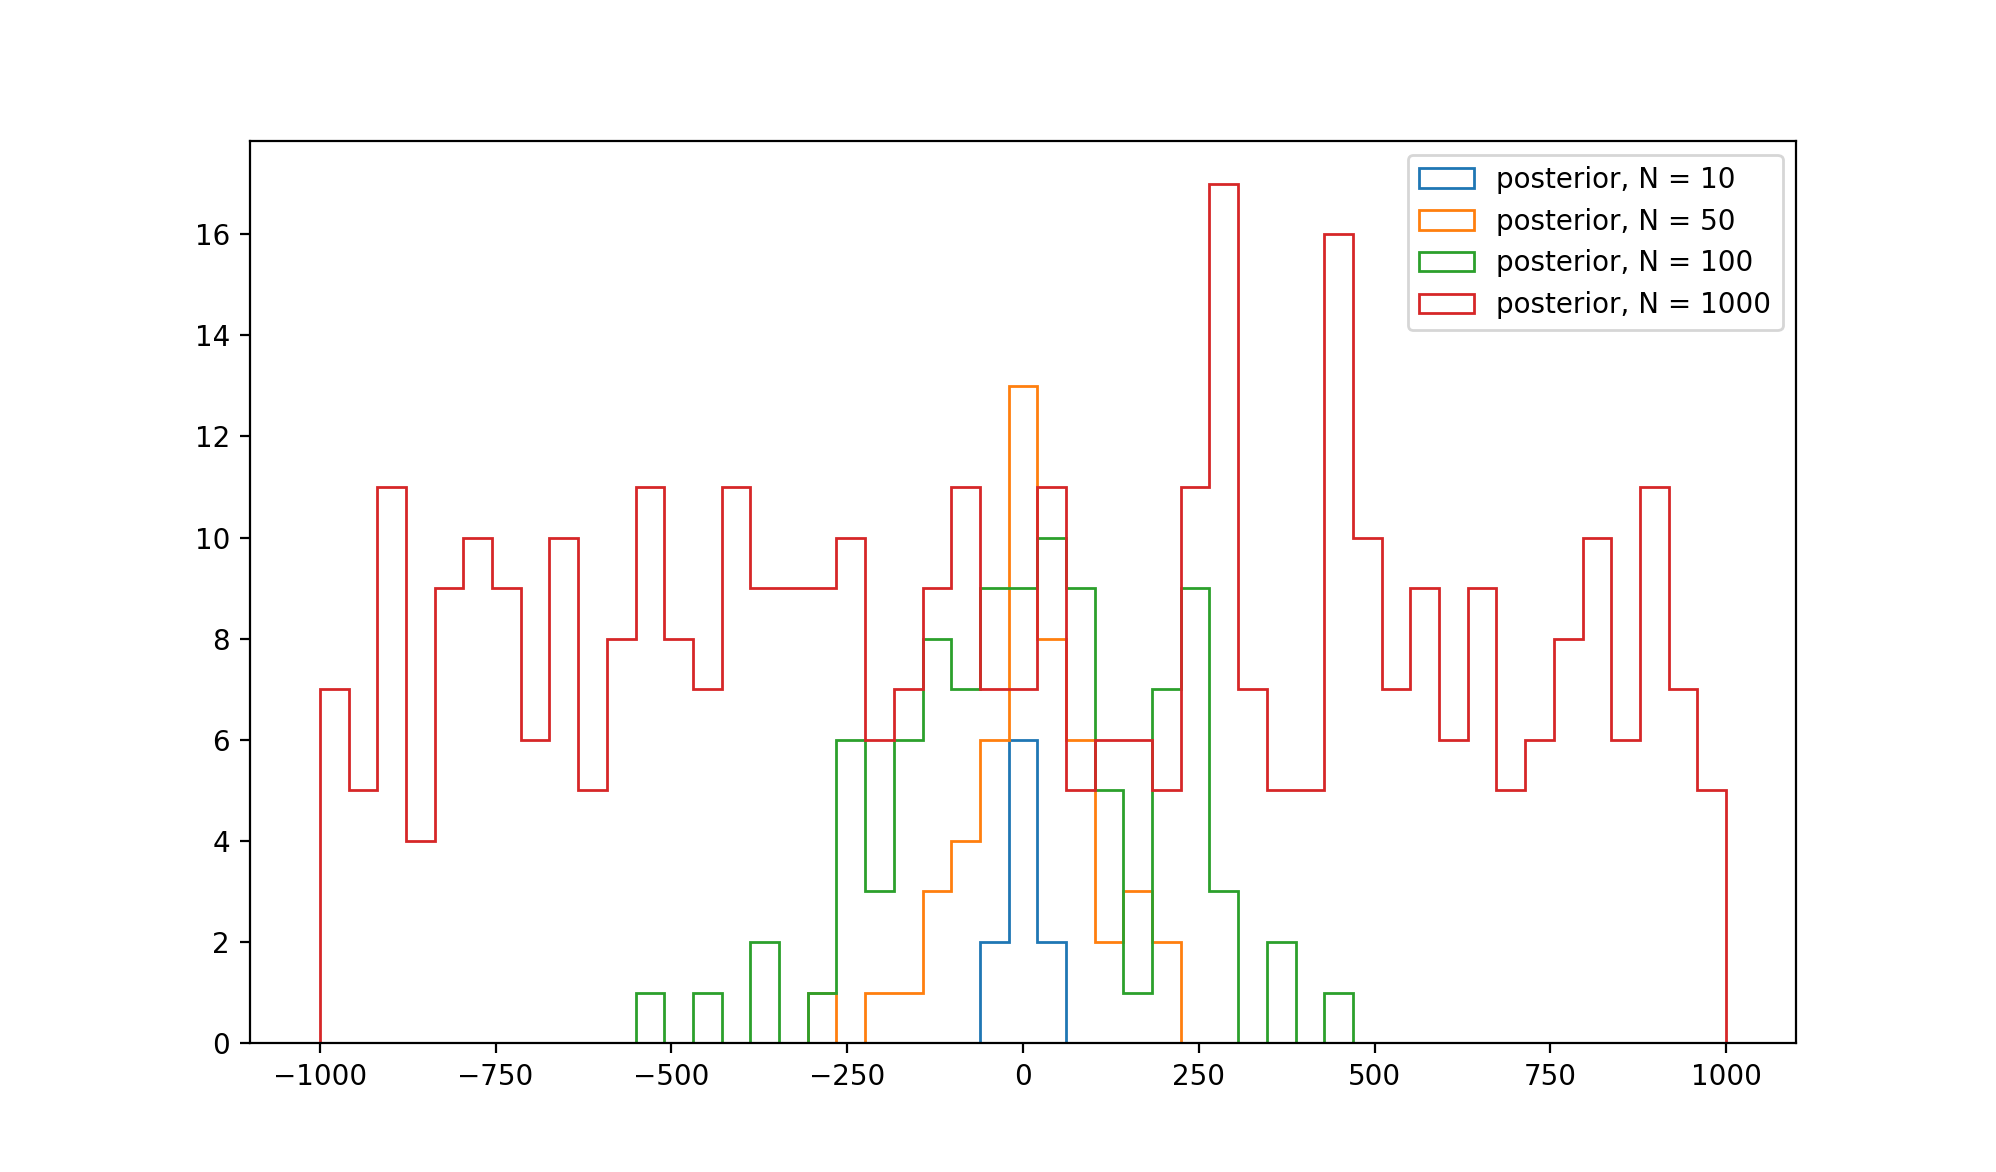 posterior, N = 10
posterior, N = 50
posterior, N = 100
posterior, N = 1000
16
14
12
10
8
6
4
2
0
−1000 −750 −500 −250 0 250 500 750 1000